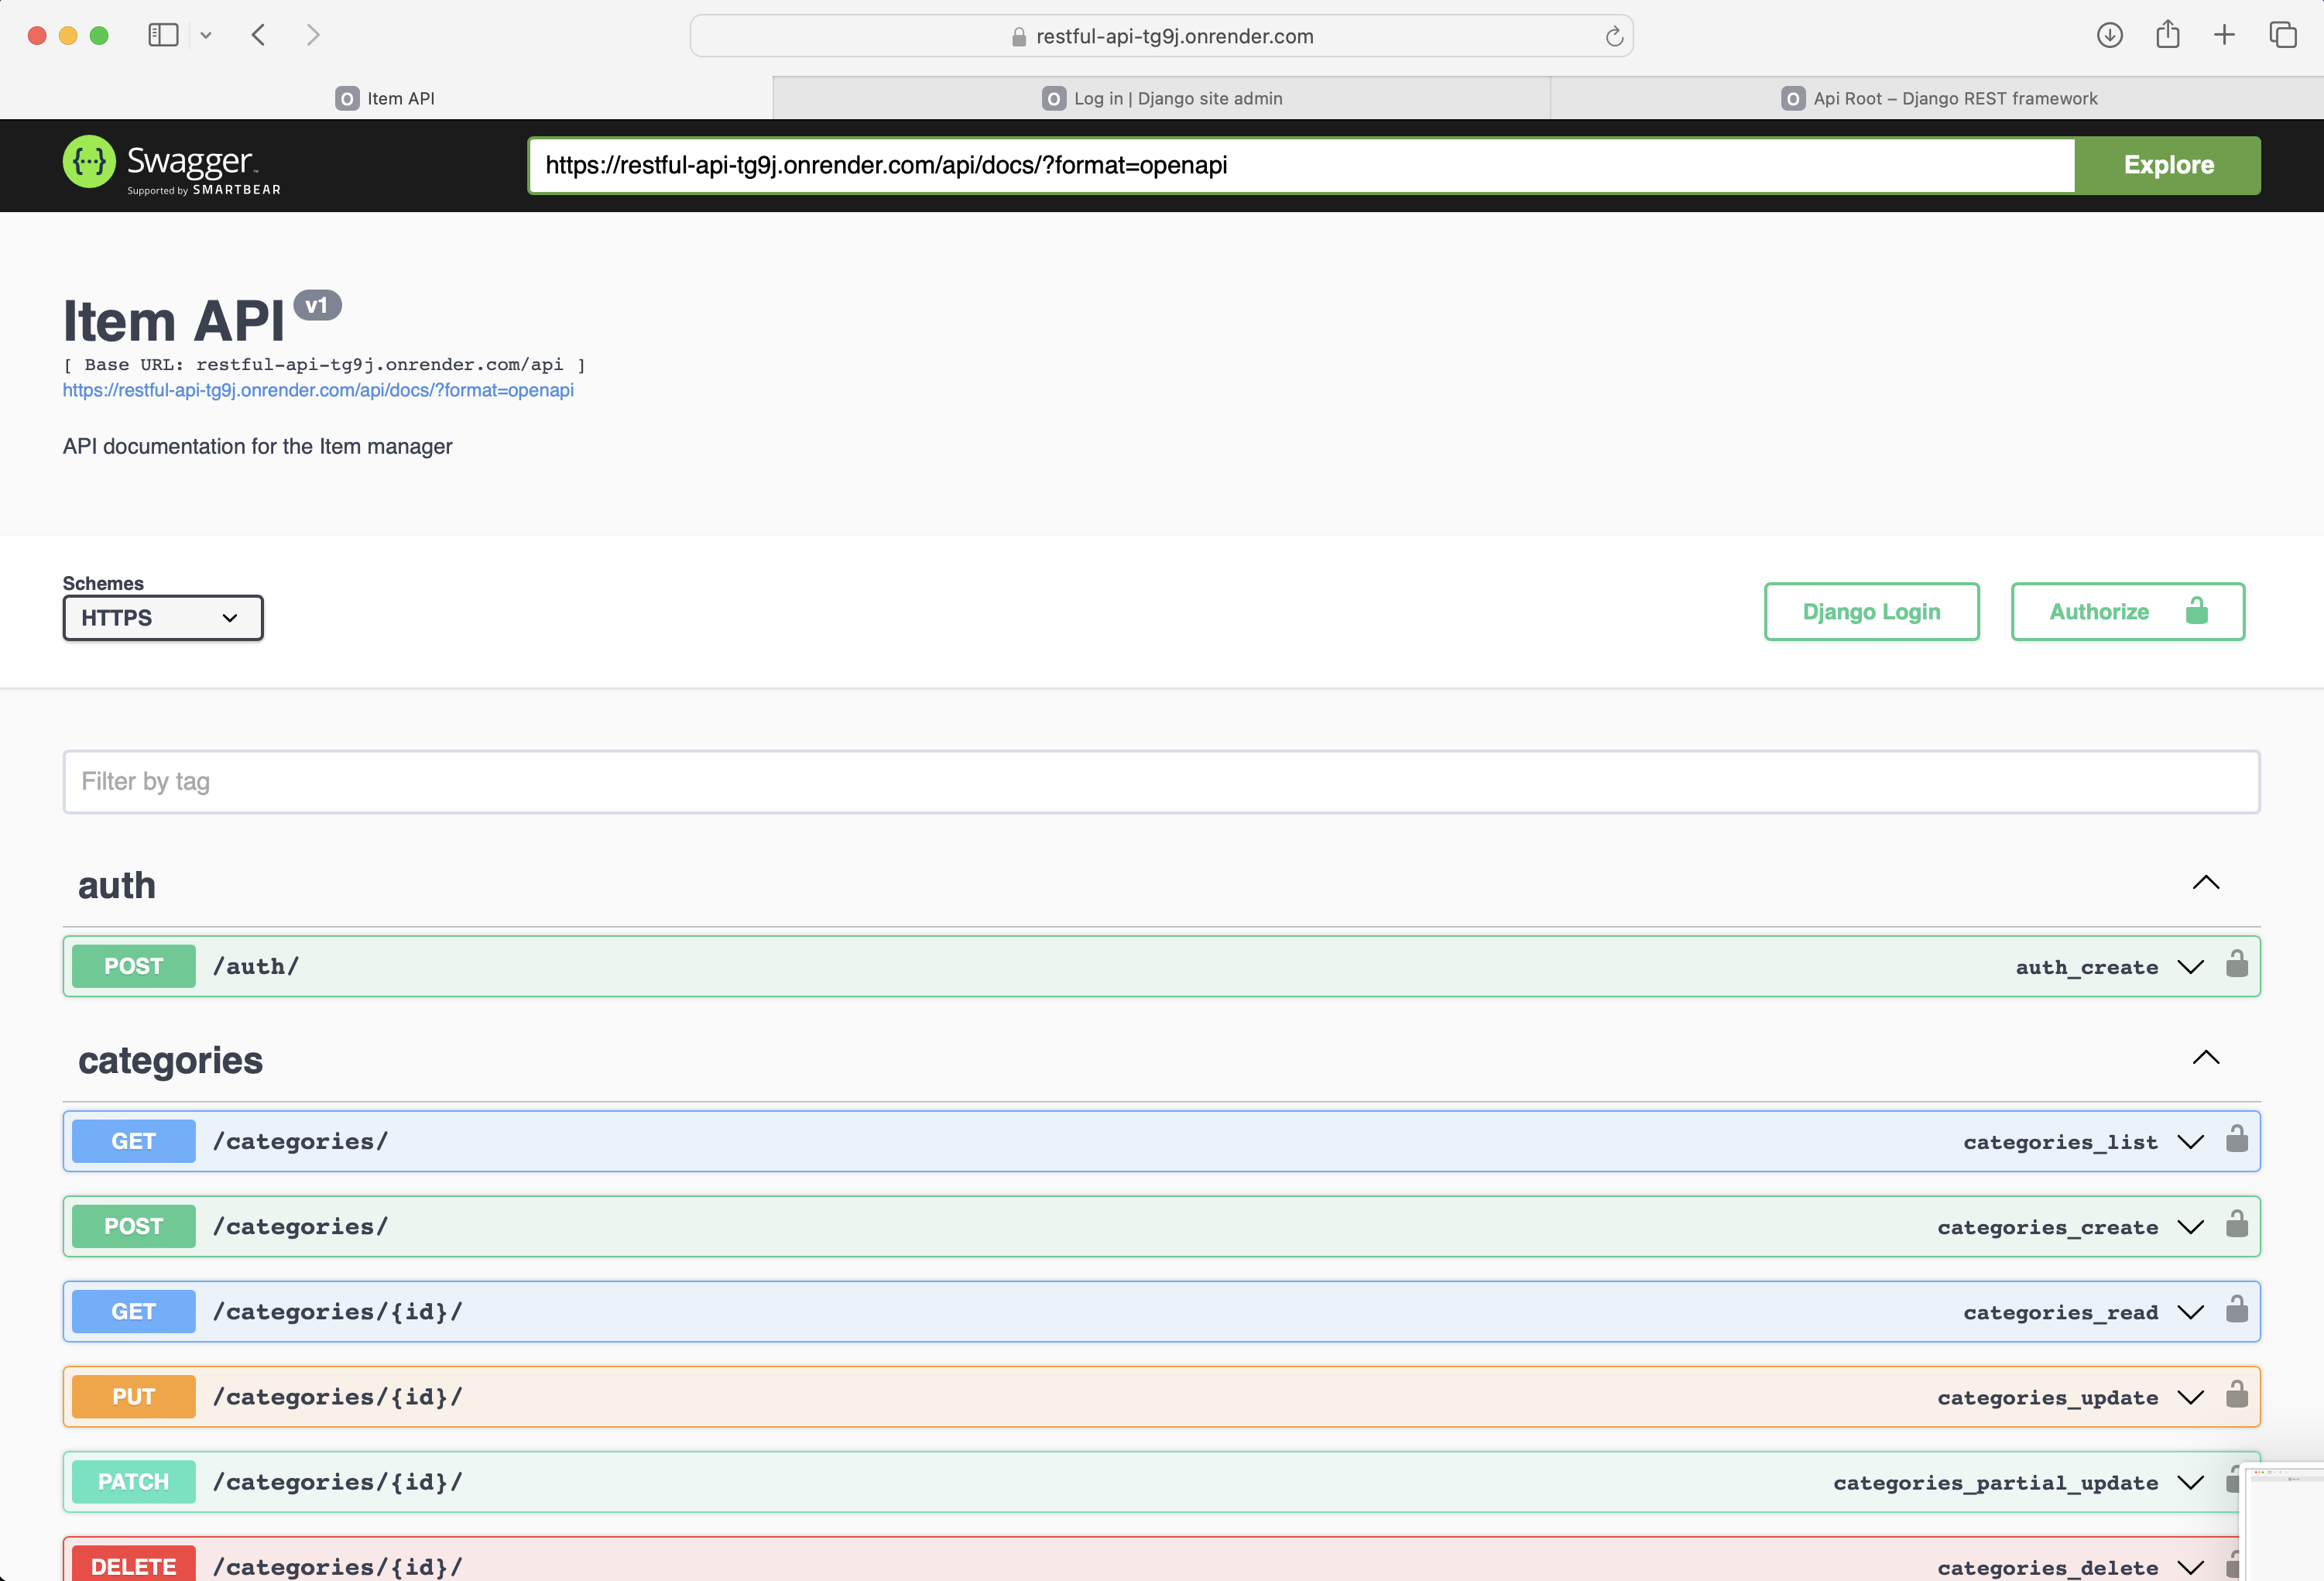 restful-api-tg9j.onrender.com
O Item API
O Log in | Django site admin
O Api Root – Django REST framework
{···} Swagger™
Supported by SMARTBEAR
https://restful-api-tg9j.onrender.com/api/docs/?format=openapi
Explore
Item API v1
[ Base URL: restful-api-tg9j.onrender.com/api ]
https://restful-api-tg9j.onrender.com/api/docs/?format=openapi
API documentation for the Item manager
Schemes
HTTPS
Django Login
Authorize
Filter by tag
auth
POST /auth/ auth_create
categories
GET /categories/ categories_list
POST /categories/ categories_create
GET /categories/{id}/ categories_read
PUT /categories/{id}/ categories_update
PATCH /categories/{id}/ categories_partial_update
DELETE /categories/{id}/ categories_delete